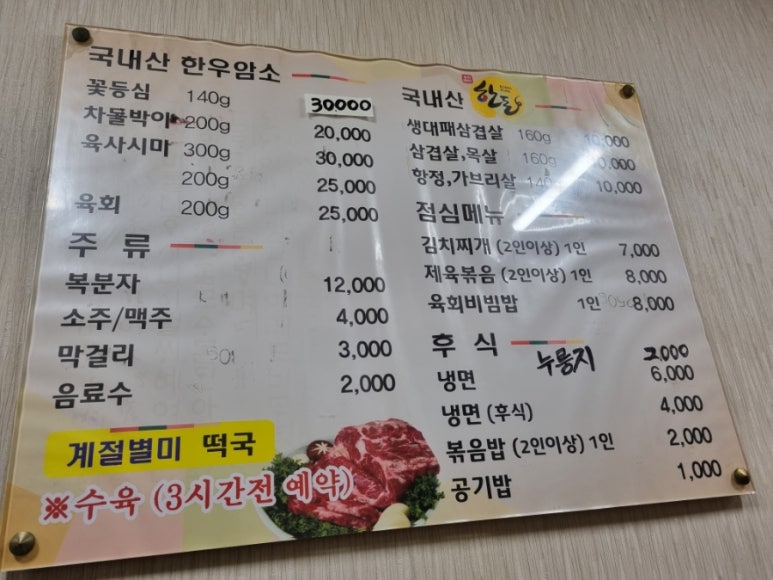 국내산 한우암소
꽃등심 140g 30000
차물박이 200g 20,000
육사시마 300g 30,000
200g 25,000
육회 200g 25,000
주 류
복분자 12,000
소주/맥주 4,000
막걸리 3,000
음료수 2,000
계절별미 떡국
※수육 (3시간전 예약)
국내산 한돈
생대패삼겹살 160g 10,000
삼겹살,목살 160g 10,000
항정,가브리살 140 10,000
점심메뉴
김치찌개 (2인이상) 1인 7,000
제육볶음 (2인이상) 1인 8,000
육회비빔밥 1인 8,000
후 식
누룽지 2000
냉면 6,000
냉면 (후식) 4,000
볶음밥 (2인이상) 1인 2,000
공기밥 1,000